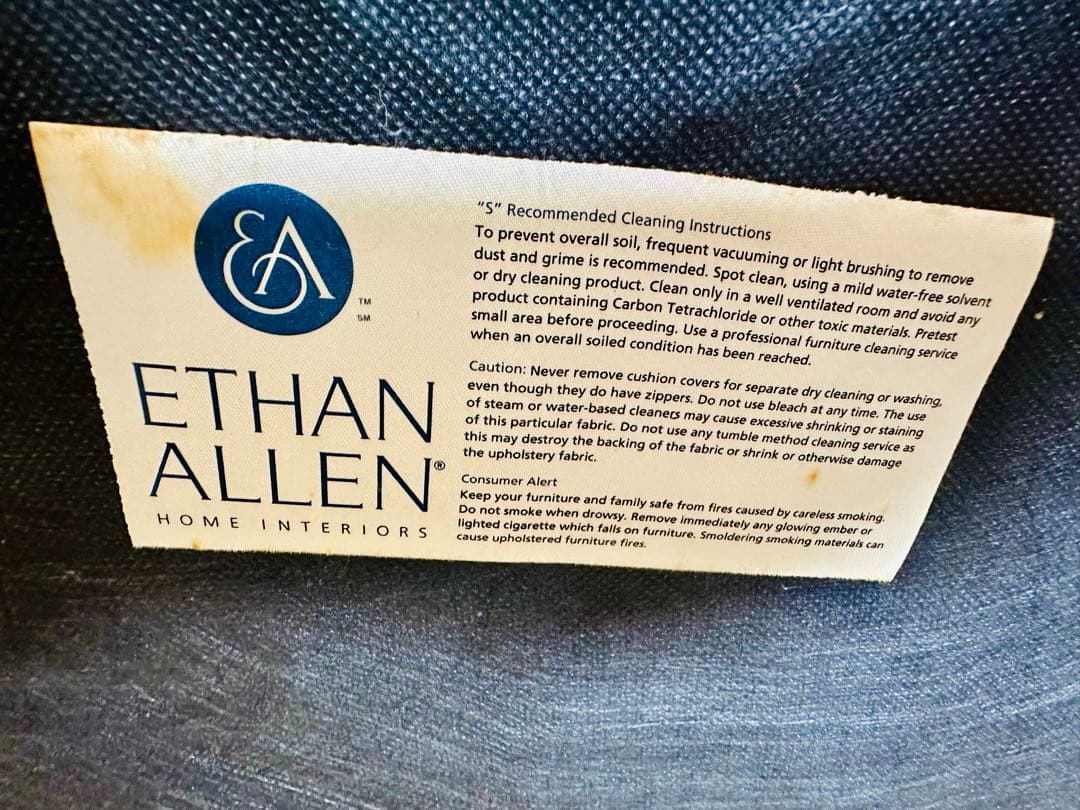 EA
TM
SM
ETHAN
ALLEN®
HOME INTERIORS
"S" Recommended Cleaning Instructions
To prevent overall soil, frequent vacuuming or light brushing to remove
dust and grime is recommended. Spot clean, using a mild water-free solvent
or dry cleaning product. Clean only in a well ventilated room and avoid any
product containing Carbon Tetrachloride or other toxic materials. Pretest
small area before proceeding. Use a professional furniture cleaning service
when an overall soiled condition has been reached.
Caution: Never remove cushion covers for separate dry cleaning or washing,
even though they do have zippers. Do not use bleach at any time. The use
of steam or water-based cleaners may cause excessive shrinking or staining
of this particular fabric. Do not use any tumble method cleaning service as
this may destroy the backing of the fabric or shrink or otherwise damage
the upholstery fabric.
Consumer Alert
Keep your furniture and family safe from fires caused by careless smoking.
Do not smoke when drowsy. Remove immediately any glowing ember or
lighted cigarette which falls on furniture. Smoldering smoking materials can
cause upholstered furniture fires.